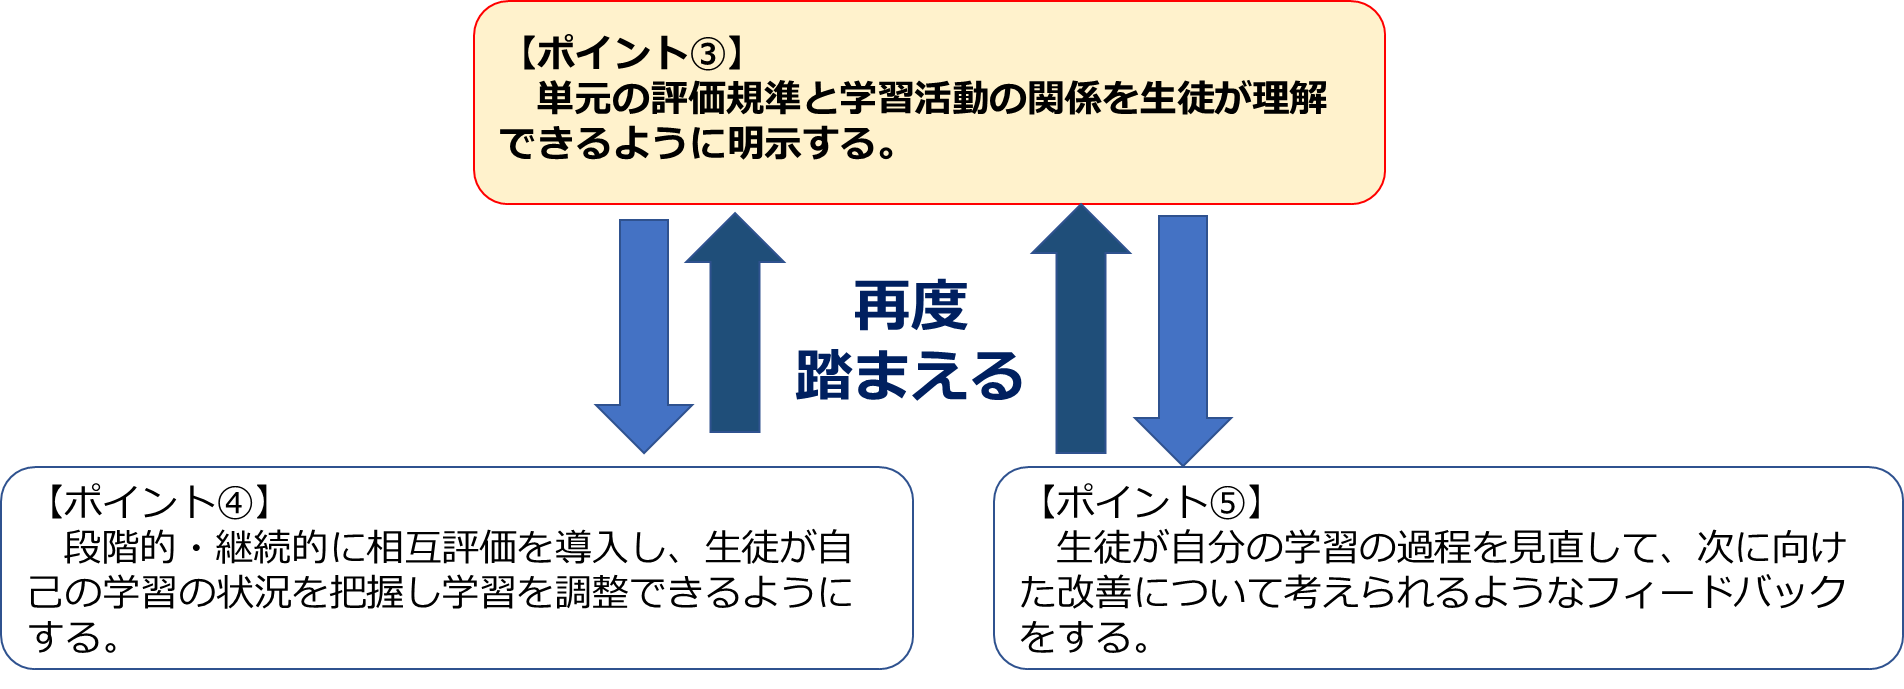 【ポイント③】
　単元の評価規準と学習活動の関係を生徒が理解
できるように明示する。
再度
踏まえる
【ポイント④】
　段階的・継続的に相互評価を導入し、生徒が自
己の学習の状況を把握し学習を調整できるように
する。
【ポイント⑤】
　生徒が自分の学習の過程を見直して、次に向け
た改善について考えられるようなフィードバック
をする。